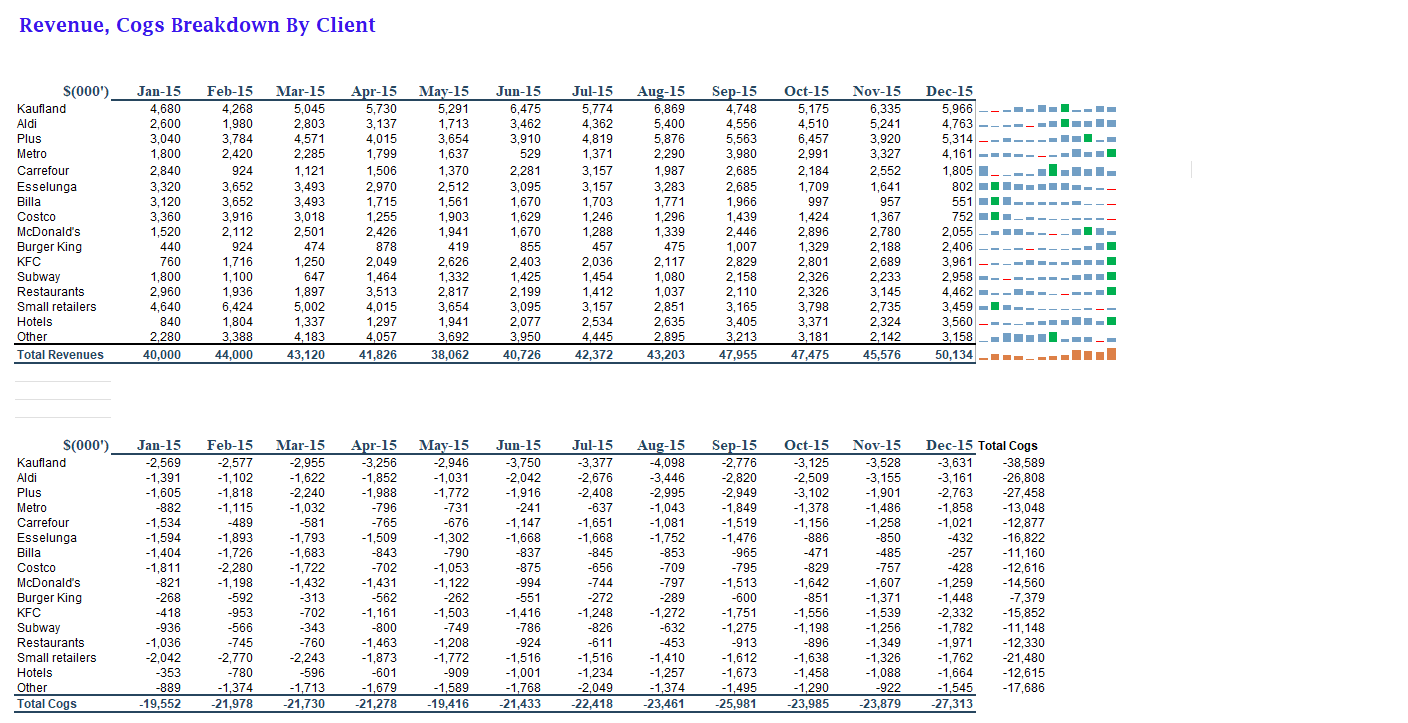 Revenue, Cogs Breakdown By Client
$(000') Jan-15 Feb-15 Mar-15 Apr-15 May-15 Jun-15 Jul-15 Aug-15 Sep-15 Oct-15 Nov-15 Dec-15
Kaufland 4,680 4,268 5,045 5,730 5,291 6,475 5,774 6,869 4,748 5,175 6,335 5,966
Aldi 2,600 1,980 2,803 3,137 1,713 3,462 4,362 5,400 4,556 4,510 5,241 4,763
Plus 3,040 3,784 4,571 4,015 3,654 3,910 4,819 5,876 5,563 6,457 3,920 5,314
Metro 1,800 2,420 2,285 1,799 1,637 529 1,371 2,290 3,980 2,991 3,327 4,161
Carrefour 2,840 924 1,121 1,506 1,370 2,281 3,157 1,987 2,685 2,184 2,552 1,805
Esselunga 3,320 3,652 3,493 2,970 2,512 3,095 3,157 3,283 2,685 1,709 1,641 802
Billa 3,120 3,652 3,493 1,715 1,561 1,670 1,703 1,771 1,966 997 957 551
Costco 3,360 3,916 3,018 1,255 1,903 1,629 1,246 1,296 1,439 1,424 1,367 752
McDonald's 1,520 2,112 2,501 2,426 1,941 1,670 1,288 1,339 2,446 2,896 2,780 2,055
Burger King 440 924 474 878 419 855 457 475 1,007 1,329 2,188 2,406
KFC 760 1,716 1,250 2,049 2,626 2,403 2,036 2,117 2,829 2,801 2,689 3,961
Subway 1,800 1,100 647 1,464 1,332 1,425 1,454 1,080 2,158 2,326 2,233 2,958
Restaurants 2,960 1,936 1,897 3,513 2,817 2,199 1,412 1,037 2,110 2,326 3,145 4,462
Small retailers 4,640 6,424 5,002 4,015 3,654 3,095 3,157 2,851 3,165 3,798 2,735 3,459
Hotels 840 1,804 1,337 1,297 1,941 2,077 2,534 2,635 3,405 3,371 2,324 3,560
Other 2,280 3,388 4,183 4,057 3,692 3,950 4,445 2,895 3,213 3,181 2,142 3,158
Total Revenues 40,000 44,000 43,120 41,826 38,062 40,726 42,372 43,203 47,955 47,475 45,576 50,134
$(000') Jan-15 Feb-15 Mar-15 Apr-15 May-15 Jun-15 Jul-15 Aug-15 Sep-15 Oct-15 Nov-15 Dec-15 Total Cogs
Kaufland -2,569 -2,577 -2,955 -3,256 -2,946 -3,750 -3,377 -4,098 -2,776 -3,125 -3,528 -3,631 -38,589
Aldi -1,391 -1,102 -1,622 -1,852 -1,031 -2,042 -2,676 -3,446 -2,820 -2,509 -3,155 -3,161 -26,808
Plus -1,605 -1,818 -2,240 -1,988 -1,772 -1,916 -2,408 -2,995 -2,949 -3,102 -1,901 -2,763 -27,458
Metro -882 -1,115 -1,032 -796 -731 -241 -637 -1,043 -1,849 -1,378 -1,486 -1,858 -13,048
Carrefour -1,534 -489 -581 -765 -676 -1,147 -1,651 -1,081 -1,519 -1,156 -1,258 -1,021 -12,877
Esselunga -1,594 -1,893 -1,793 -1,509 -1,302 -1,668 -1,668 -1,752 -1,476 -886 -850 -432 -16,822
Billa -1,404 -1,726 -1,683 -843 -790 -837 -845 -853 -965 -471 -485 -257 -11,160
Costco -1,811 -2,280 -1,722 -702 -1,053 -875 -656 -709 -795 -829 -757 -428 -12,616
McDonald's -821 -1,198 -1,432 -1,431 -1,122 -994 -744 -797 -1,513 -1,642 -1,607 -1,259 -14,560
Burger King -268 -592 -313 -562 -262 -551 -272 -289 -600 -851 -1,371 -1,448 -7,379
KFC -418 -953 -702 -1,161 -1,503 -1,416 -1,248 -1,272 -1,751 -1,556 -1,539 -2,332 -15,852
Subway -936 -566 -343 -800 -749 -786 -826 -632 -1,275 -1,198 -1,256 -1,782 -11,148
Restaurants -1,036 -745 -760 -1,463 -1,208 -924 -611 -453 -913 -896 -1,349 -1,971 -12,330
Small retailers -2,042 -2,770 -2,243 -1,873 -1,772 -1,516 -1,516 -1,410 -1,612 -1,638 -1,326 -1,762 -21,480
Hotels -353 -780 -596 -601 -909 -1,001 -1,234 -1,257 -1,673 -1,458 -1,088 -1,664 -12,615
Other -889 -1,374 -1,713 -1,679 -1,589 -1,768 -2,049 -1,374 -1,495 -1,290 -922 -1,545 -17,686
Total Cogs -19,552 -21,978 -21,730 -21,278 -19,416 -21,433 -22,418 -23,461 -25,981 -23,985 -23,879 -27,313